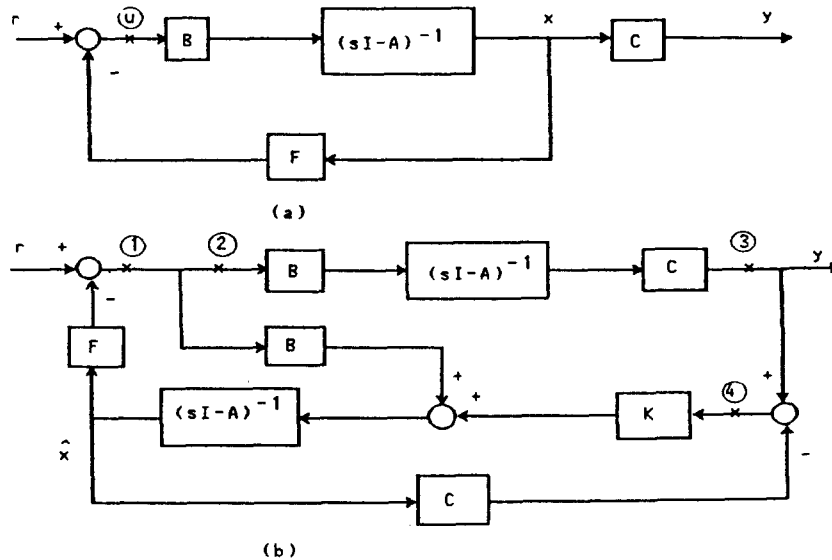 r + u B (sI-A)⁻¹ x C y
-
F
(a)
r + 1 2 B (sI-A)⁻¹ C 3 y
-
F B
+ + 4 +
(sI-A)⁻¹ K
x̂ -
C
(b)